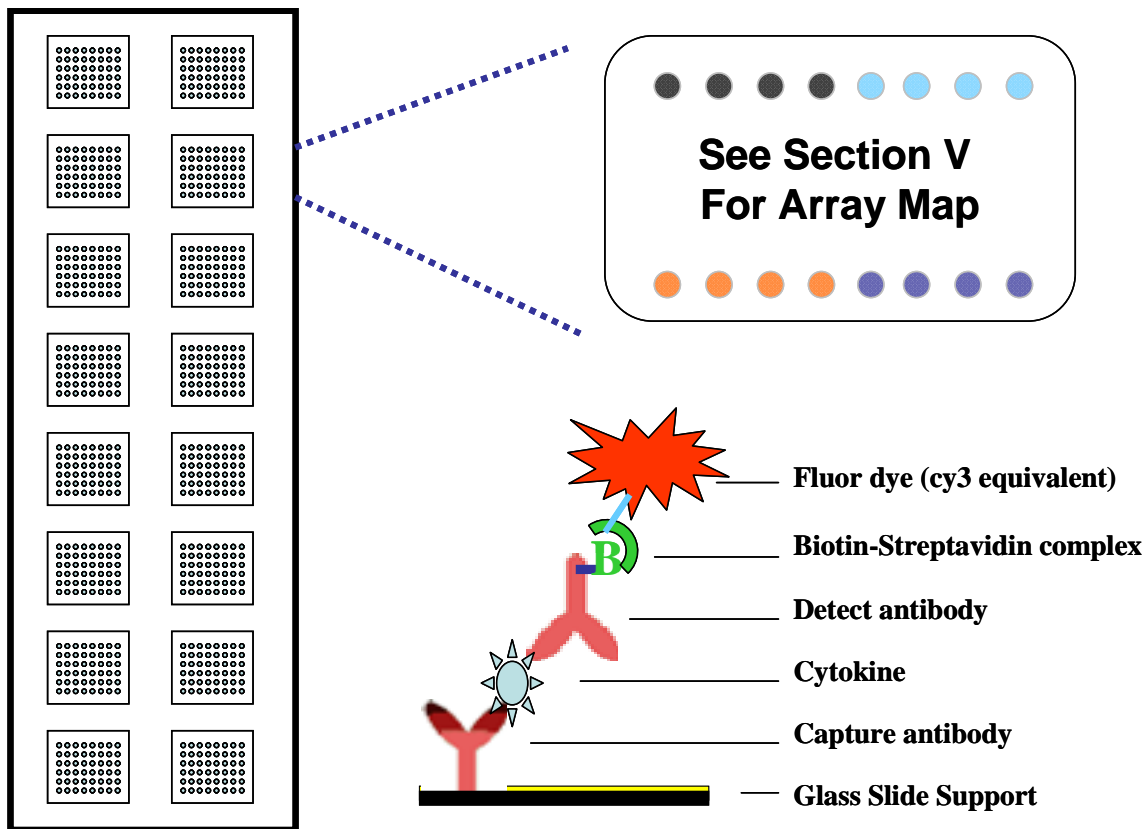 See Section V
For Array Map
Fluor dye (cy3 equivalent)
B
Biotin-Streptavidin complex
Detect antibody
Cytokine
Capture antibody
Glass Slide Support